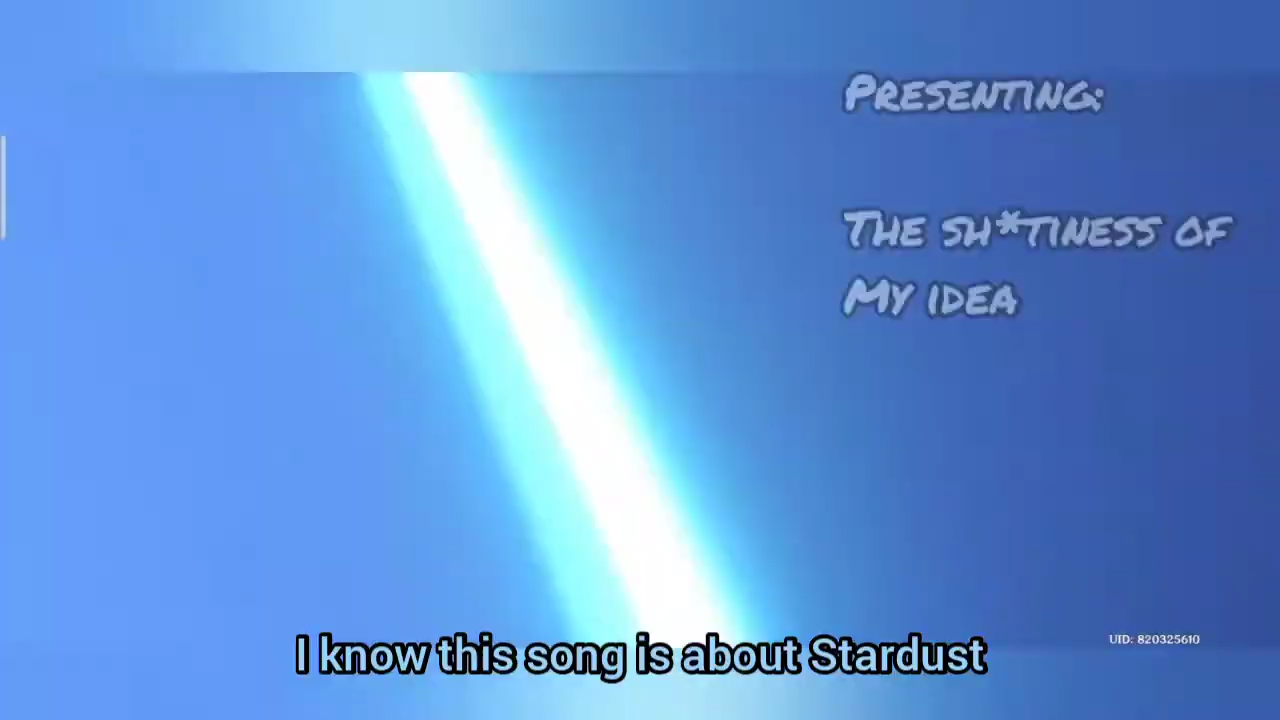 Presenting:
The sh*tiness of
My idea
UID: 820325610
I know this song is about Stardust